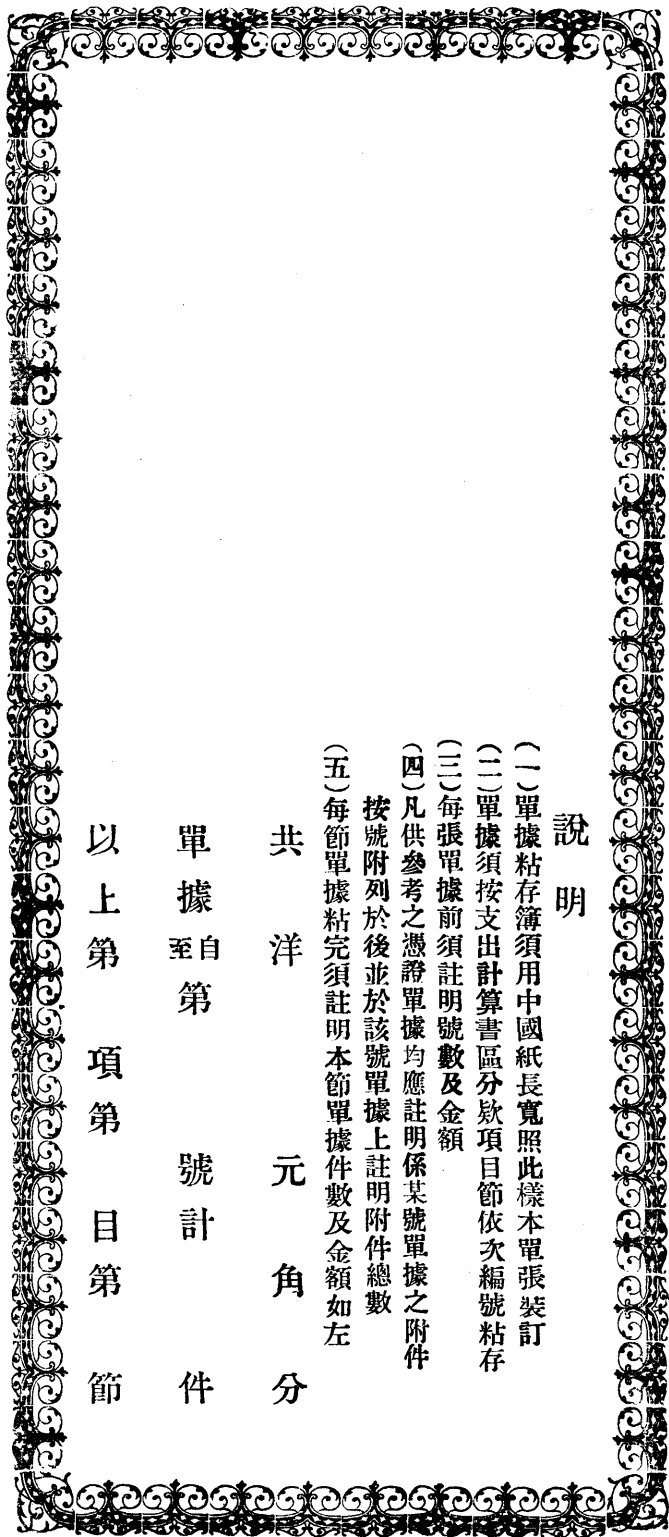 說明
(一)單據粘存簿須用中國紙長寬照此樣本單張裝訂
(二)單據須按支出計算書區分欵項目節依次編號粘存
(三)每張單據前須註明號數及金額
(四)凡供參考之憑證單據均應註明係某號單據之附件
按號附列於後並於該號單據上註明附件總數
(五)每節單據粘完須註明本節單據件數及金額如左
共洋 元角分
單據自至第 號計 件
以上第 項第 目第 節